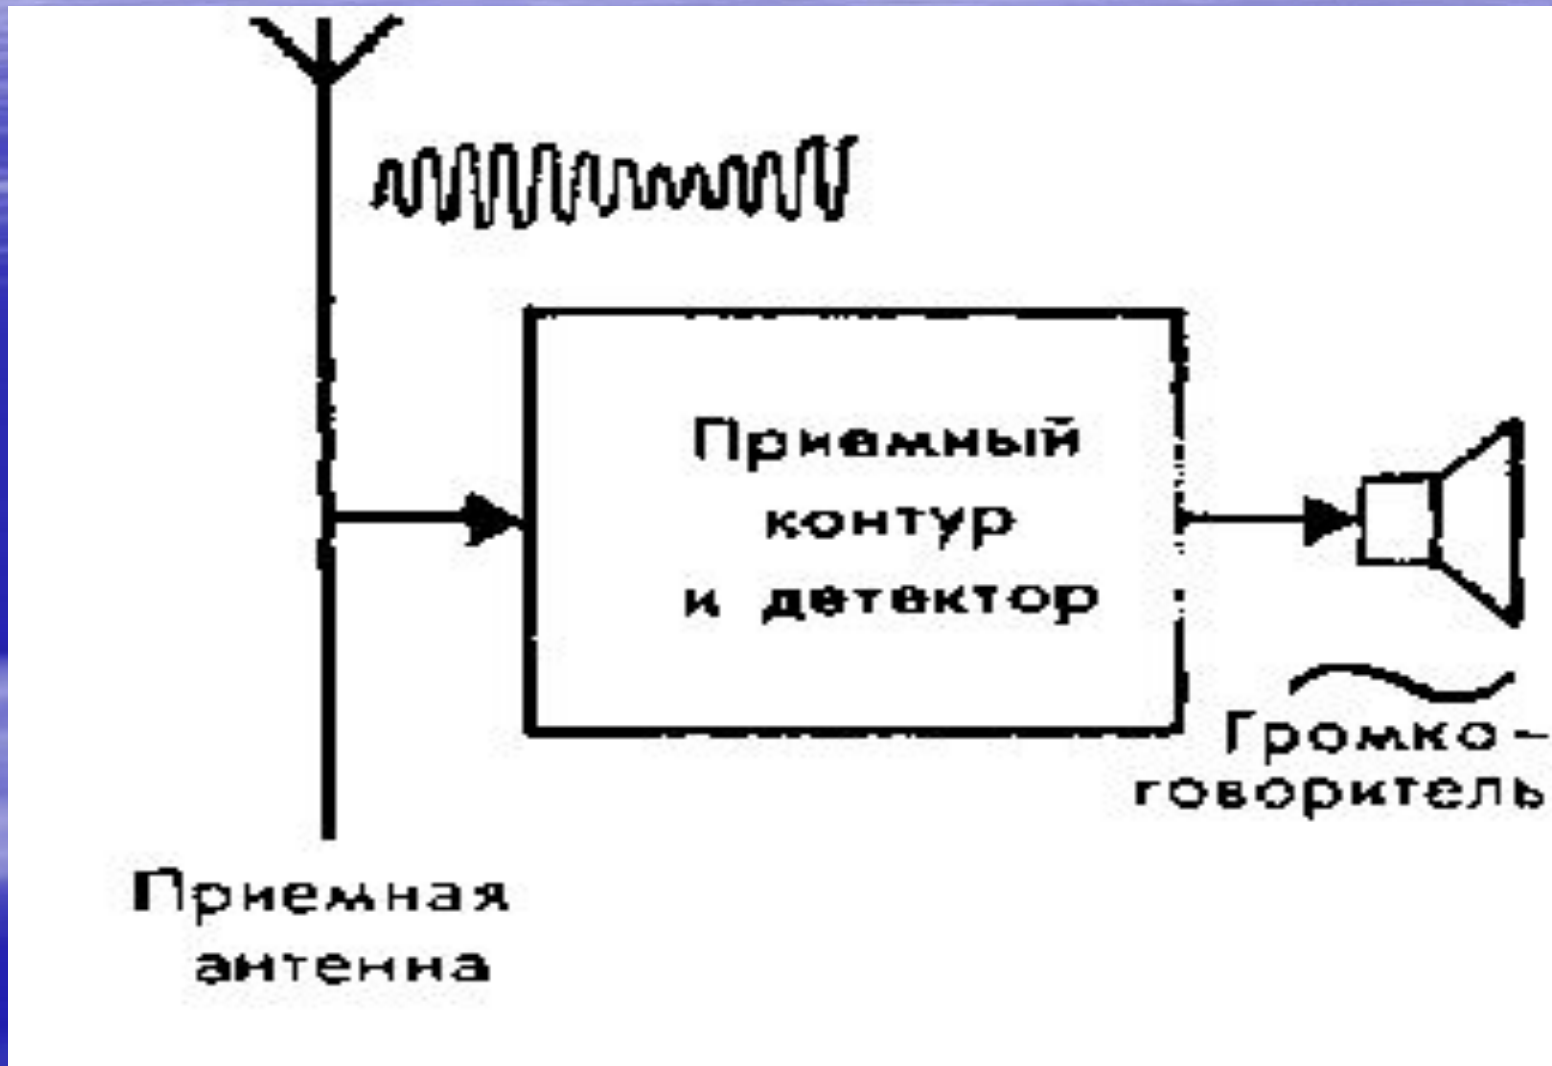 Приемный
контур
и детектор
Громко-
говоритель
Приемная
антенна